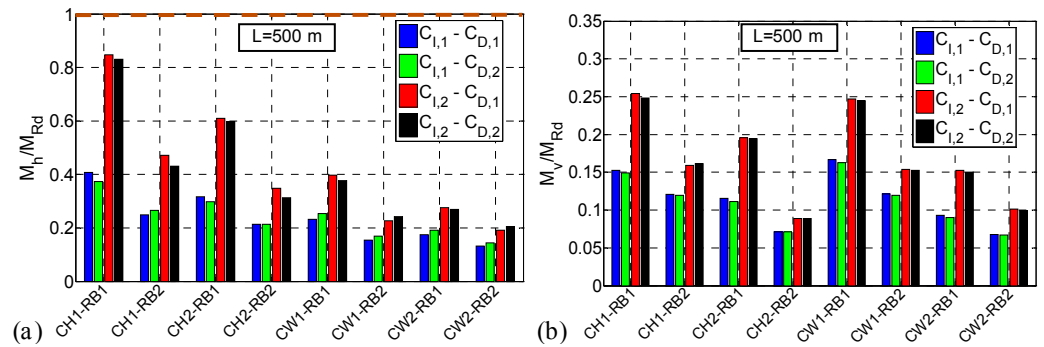 1
0.8
0.6
0.4
0.2
0
M_h/M_Rd
L=500 m
C_I,1 - C_D,1
C_I,1 - C_D,2
C_I,2 - C_D,1
C_I,2 - C_D,2
CH1-RB1
CH1-RB2
CH2-RB1
CH2-RB2
CW1-RB1
CW1-RB2
CW2-RB1
CW2-RB2
(a)
0.35
0.3
0.25
0.2
0.15
0.1
0.05
0
M_v/M_Rd
L=500 m
C_I,1 - C_D,1
C_I,1 - C_D,2
C_I,2 - C_D,1
C_I,2 - C_D,2
CH1-RB1
CH1-RB2
CH2-RB1
CH2-RB2
CW1-RB1
CW1-RB2
CW2-RB1
CW2-RB2
(b)